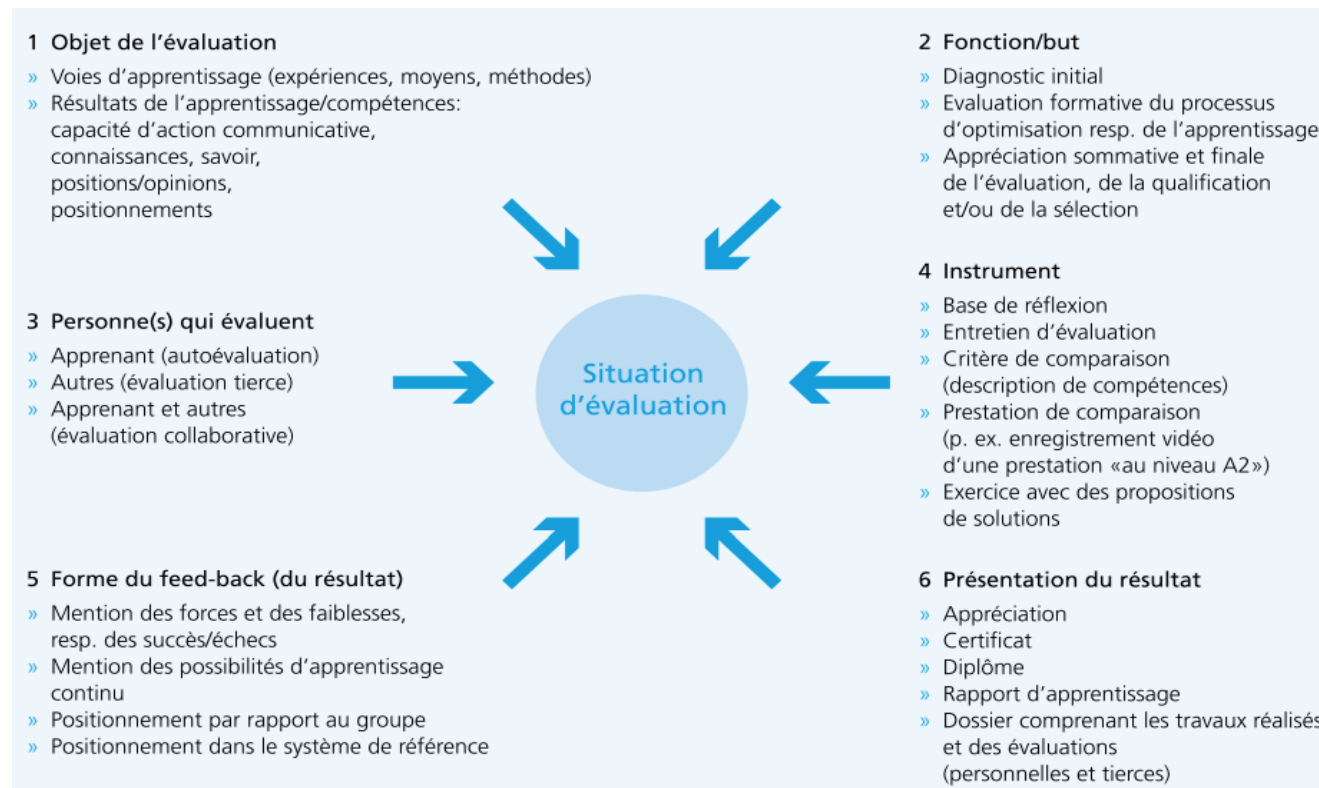 1 Objet de l'évaluation
» Voies d'apprentissage (expériences, moyens, méthodes)
» Résultats de l'apprentissage/compétences:
capacité d'action communicative,
connaissances, savoir,
positions/opinions,
positionnements
2 Fonction/but
» Diagnostic initial
» Evaluation formative du processus
d'optimisation resp. de l'apprentissage
» Appréciation sommative et finale
de l'évaluation, de la qualification
et/ou de la sélection
3 Personne(s) qui évaluent
» Apprenant (autoévaluation)
» Autres (évaluation tierce)
» Apprenant et autres
(évaluation collaborative)
Situation
d'évaluation
4 Instrument
» Base de réflexion
» Entretien d'évaluation
» Critère de comparaison
(description de compétences)
» Prestation de comparaison
(p. ex. enregistrement vidéo
d'une prestation «au niveau A2»)
» Exercice avec des propositions
de solutions
5 Forme du feed-back (du résultat)
» Mention des forces et des faiblesses,
resp. des succès/échecs
» Mention des possibilités d'apprentissage
continu
» Positionnement par rapport au groupe
» Positionnement dans le système de référence
6 Présentation du résultat
» Appréciation
» Certificat
» Diplôme
» Rapport d'apprentissage
» Dossier comprenant les travaux réalisés
et des évaluations
(personnelles et tierces)